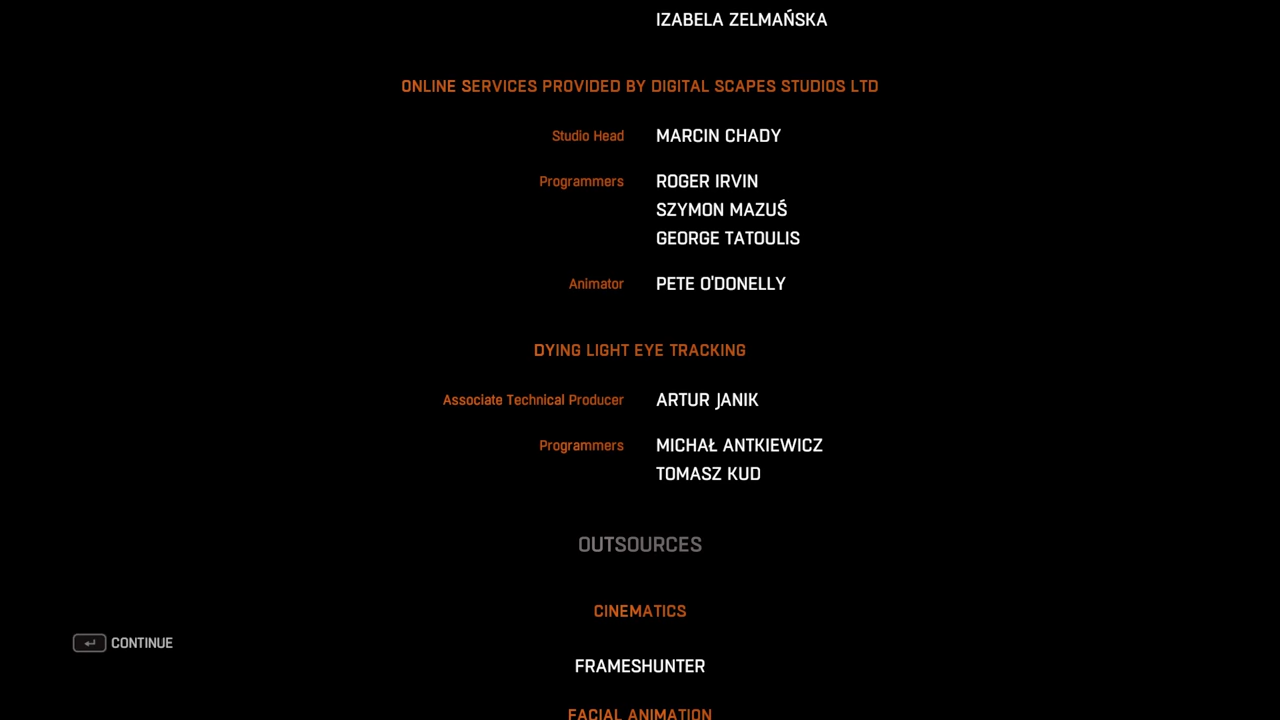 IZABELA ZELMAŃSKA
ONLINE SERVICES PROVIDED BY DIGITAL SCAPES STUDIOS LTD
Studio Head MARCIN CHADY
Programmers ROGER IRVIN
SZYMON MAZUŚ
GEORGE TATOULIS
Animator PETE O'DONELLY
DYING LIGHT EYE TRACKING
Associate Technical Producer ARTUR JANIK
Programmers MICHAŁ ANTKIEWICZ
TOMASZ KUD
OUTSOURCES
CINEMATICS
CONTINUE
FRAMESHUNTER
FACIAL ANIMATION